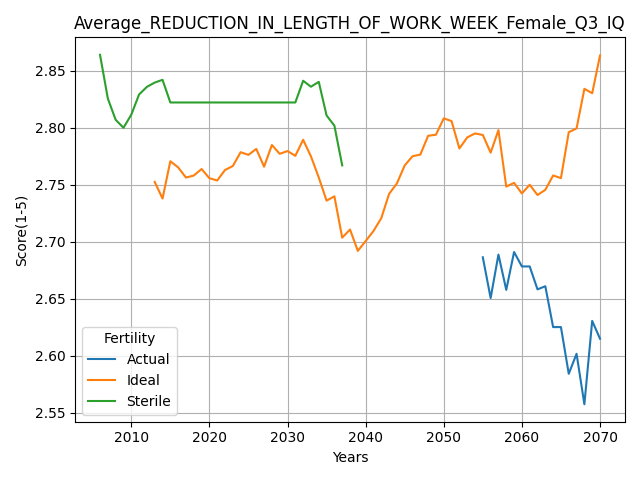 Average_REDUCTION_IN_LENGTH_OF_WORK_WEEK_Female_Q3_IQ
Score(1-5)
2.85
2.80
2.75
2.70
2.65
2.60
2.55
Fertility
Actual
Ideal
Sterile
2010 2020 2030 2040 2050 2060 2070
Years